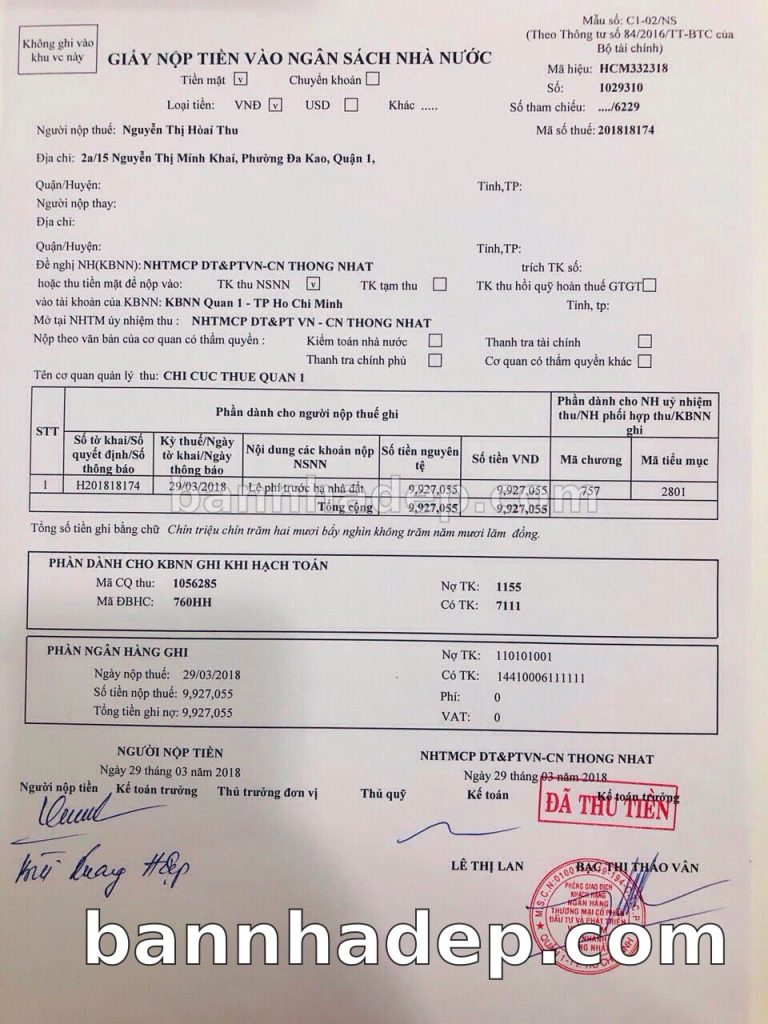 Mẫu số: C1-02/NS
(Theo Thông tư số 84/2016/TT-BTC của
Bộ tài chính)
Không ghi vào
khu vc này
GIẤY NỘP TIỀN VÀO NGÂN SÁCH NHÀ NƯỚC
Mã hiệu: HCM332318
Tiền mặt v Chuyển khoản
Số: 1029310
Loại tiền: VNĐ v USD Khác .....
Số tham chiếu: ..../6229
Người nộp thuế: Nguyễn Thị Hòai Thu
Mã số thuế: 201818174
Địa chỉ: 2a/15 Nguyễn Thị Minh Khai, Phường Đa Kao, Quận 1,
Quận/Huyện: Tỉnh,TP:
Người nộp thay:
Địa chỉ:
Quận/Huyện: Tỉnh,TP:
Đề nghị NH(KBNN): NHTMCP DT&PTVN-CN THONG NHAT trích TK số:
hoặc thu tiền mặt để nộp vào: TK thu NSNN v TK tạm thu TK thu hồi quỹ hoàn thuế GTGT
vào tài khoản của KBNN: KBNN Quan 1 - TP Ho Chi Minh Tỉnh, tp:
Mở tại NHTM ủy nhiệm thu : NHTMCP DT&PT VN - CN THONG NHAT
Nộp theo văn bản của cơ quan có thẩm quyền : Kiểm toán nhà nước Thanh tra tài chính
Thanh tra chính phủ Cơ quan có thẩm quyền khác
Tên cơ quan quản lý thu: CHI CUC THUE QUAN 1
STT Phần dành cho người nộp thuế ghi Phần dành cho NH uỷ nhiệm thu/NH phối hợp thu/KBNN ghi
Số tờ khai/Số quyết định/Số thông báo Kỳ thuế/Ngày tờ khai/Ngày thông báo Nội dung các khoản nộp NSNN Số tiền nguyên tệ Số tiền VND Mã chương Mã tiểu mục
1 H201818174 29/03/2018 Lệ phí trước bạ nhà đất 9,927,055 9,927,055 757 2801
bannhadep.com
Tổng cộng 9,927,055 9,927,055
Tổng số tiền ghi bằng chữ Chín triệu chín trăm hai mươi bẩy nghìn không trăm năm mươi lăm đồng.
PHẦN DÀNH CHO KBNN GHI KHI HẠCH TOÁN
Mã CQ thu: 1056285 Nợ TK: 1155
Mã ĐBHC: 760HH Có TK: 7111
PHẦN NGÂN HÀNG GHI Nợ TK: 110101001
Ngày nộp thuế: 29/03/2018 Có TK: 14410006111111
Số tiền nộp thuế: 9,927,055 Phí: 0
Tổng tiền ghi nợ: 9,927,055 VAT: 0
NGƯỜI NỘP TIỀN NHTMCP DT&PTVN-CN THONG NHAT
Ngày 29 tháng 03 năm 2018 Ngày 29 tháng 03 năm 2018
Người nộp tiền Kế toán trưởng Thủ trưởng đơn vị Thủ quỹ Kế toán Kế toán trưởng
ĐÃ THU TIỀN
LÊ THỊ LAN BẠC THỊ THẢO VÂN
PHÒNG GIAO DỊCH
KHÁCH HÀNG
NGÂN HÀNG
THƯƠNG MẠI CỔ PHẦN
ĐẦU TƯ VÀ PHÁT TRIỂN
bannhadep.com